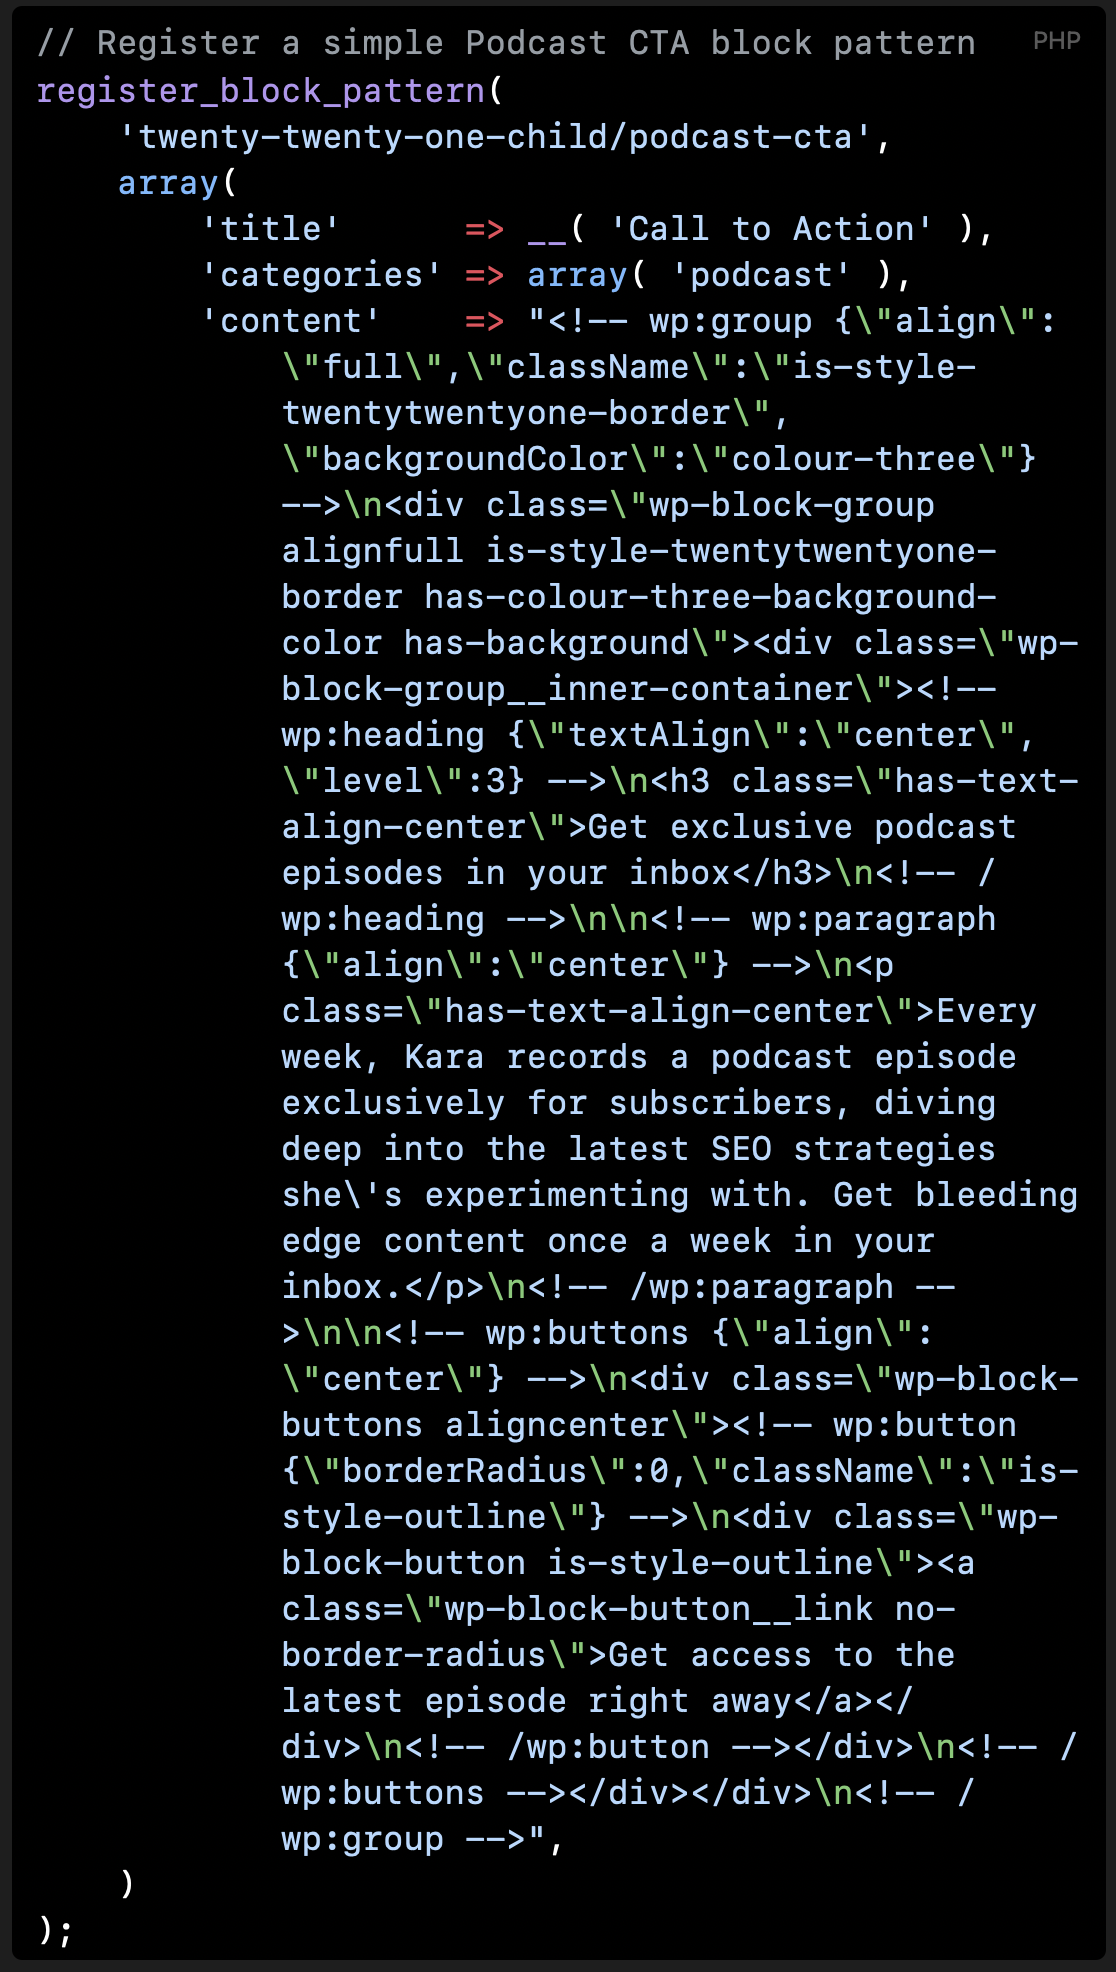 // Register a simple Podcast CTA block pattern
PHP
register_block_pattern(
    'twenty-twenty-one-child/podcast-cta',
    array(
        'title'      => __( 'Call to Action' ),
        'categories' => array( 'podcast' ),
        'content'    => "<!-- wp:group {\"align\":
            \"full\",\"className\":\"is-style-
            twentytwentyone-border\",
            \"backgroundColor\":\"colour-three\"}
            -->\n<div class=\"wp-block-group
            alignfull is-style-twentytwentyone-
            border has-colour-three-background-
            color has-background\"><div class=\"wp-
            block-group__inner-container\"><!--
            wp:heading {\"textAlign\":\"center\",
            \"level\":3} -->\n<h3 class=\"has-text-
            align-center\">Get exclusive podcast
            episodes in your inbox</h3>\n<!-- /
            wp:heading -->\n\n<!-- wp:paragraph
            {\"align\":\"center\"} -->\n<p
            class=\"has-text-align-center\">Every
            week, Kara records a podcast episode
            exclusively for subscribers, diving
            deep into the latest SEO strategies
            she\'s experimenting with. Get bleeding
            edge content once a week in your
            inbox.</p>\n<!-- /wp:paragraph --
            >\n\n<!-- wp:buttons {\"align\":
            \"center\"} -->\n<div class=\"wp-block-
            buttons aligncenter\"><!-- wp:button
            {\"borderRadius\":0,\"className\":\"is-
            style-outline\"} -->\n<div class=\"wp-
            block-button is-style-outline\"><a
            class=\"wp-block-button__link no-
            border-radius\">Get access to the
            latest episode right away</a></
            div>\n<!-- /wp:button --></div>\n<!-- /
            wp:buttons --></div></div>\n<!-- /
            wp:group -->",
    )
);